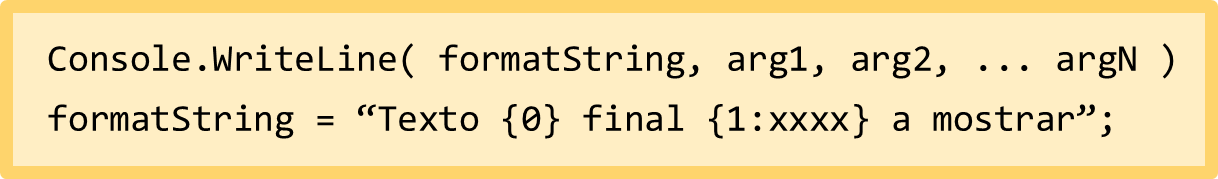 Console.WriteLine( formatString, arg1, arg2, ... argN )
formatString = “Texto {0} final {1:xxxx} a mostrar”;